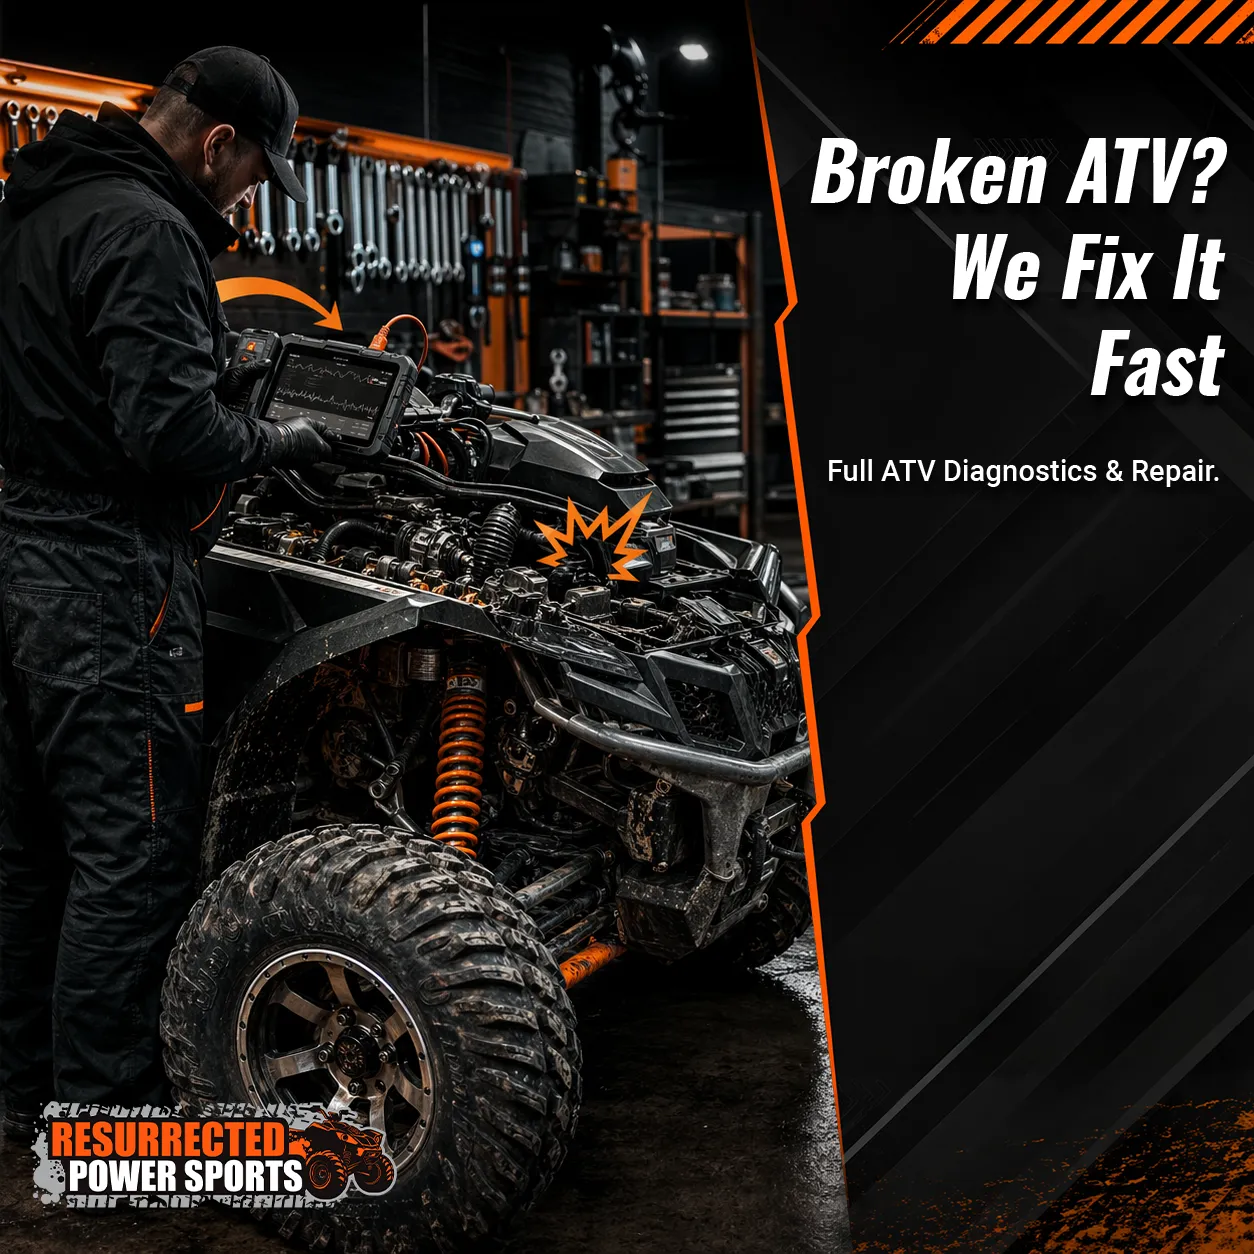 Broken ATV?
We Fix It
Fast
Full ATV Diagnostics & Repair.
RESURRECTED
POWER SPORTS